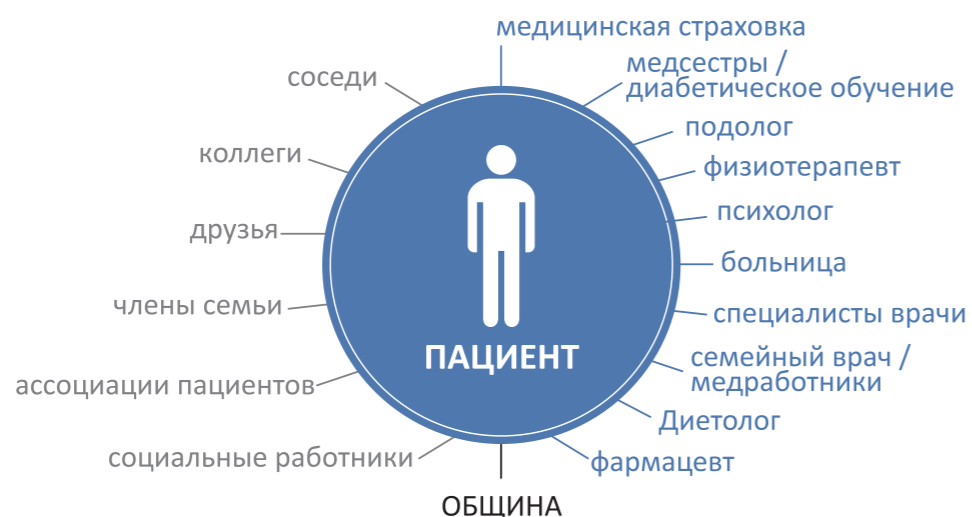 медицинская страховка
медсестры /
диабетическое обучение
соседи
подолог
коллеги
физиотерапевт
психолог
друзья
больница
члены семьи
специалисты врачи
ПАЦИЕНТ
семейный врач /
медработники
ассоциации пациентов
Диетолог
социальные работники
фармацевт
ОБЩИНА